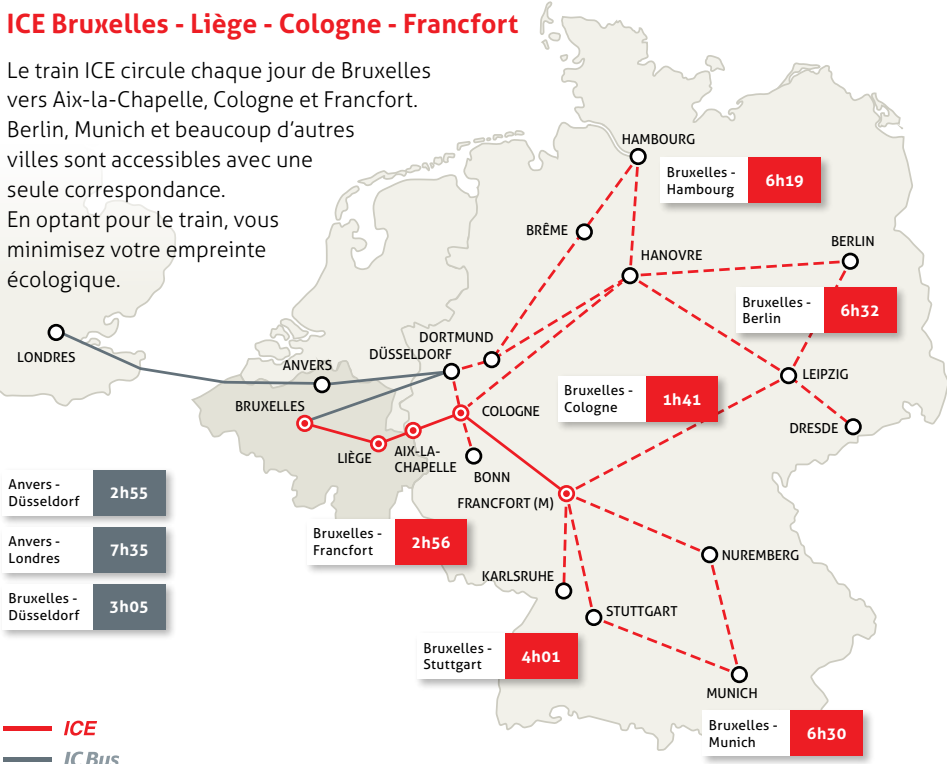 ICE Bruxelles - Liège - Cologne - Francfort
Le train ICE circule chaque jour de Bruxelles
vers Aix-la-Chapelle, Cologne et Francfort.
Berlin, Munich et beaucoup d'autres
villes sont accessibles avec une
seule correspondance.
En optant pour le train, vous
minimisez votre empreinte
écologique.
HAMBOURG
Bruxelles -
Hambourg
6h19
BRÊME
HANOVRE
BERLIN
Bruxelles -
Berlin
6h32
LONDRES
DORTMUND
DÜSSELDORF
ANVERS
LEIPZIG
BRUXELLES
Bruxelles -
Cologne
1h41
COLOGNE
DRESDE
LIÈGE
AIX-LA-
CHAPELLE
BONN
Anvers -
Düsseldorf
2h55
FRANCFORT (M)
Anvers -
Londres
7h35
Bruxelles -
Francfort
2h56
NUREMBERG
KARLSRUHE
Bruxelles -
Düsseldorf
3h05
STUTTGART
Bruxelles -
Stuttgart
4h01
MUNICH
Bruxelles -
Munich
6h30
ICE
IC Bus